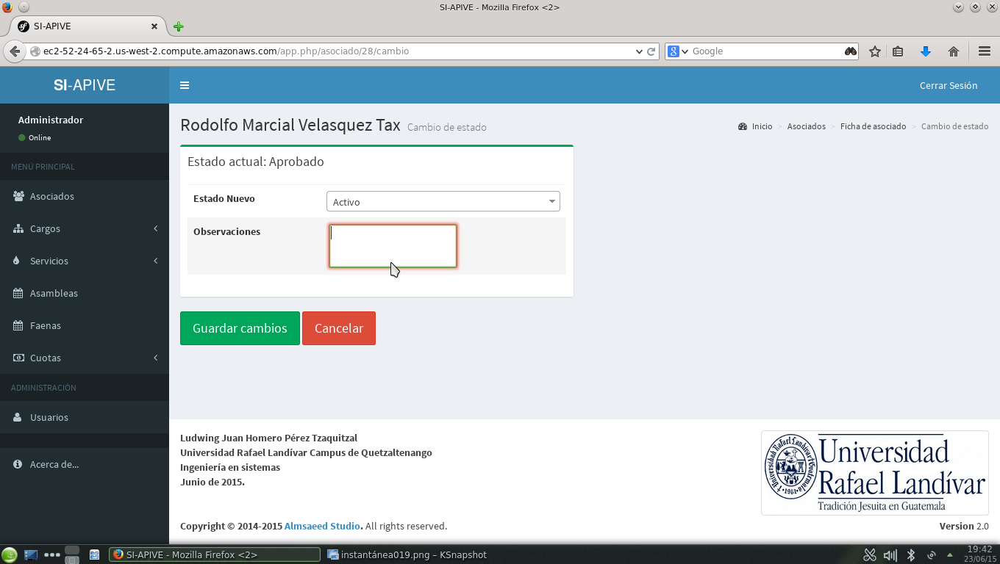 SI-APIVE - Mozilla Firefox <2>
SI-APIVE
ec2-52-24-65-2.us-west-2.compute.amazonaws.com/app.php/asociado/28/cambio
Google
SI-APIVE
Cerrar Sesión
Administrador
Online
MENÚ PRINCIPAL
Asociados
Cargos
Servicios
Asambleas
Faenas
Cuotas
ADMINISTRACIÓN
Usuarios
Acerca de...
Rodolfo Marcial Velasquez Tax Cambio de estado
Inicio > Asociados > Ficha de asociado > Cambio de estado
Estado actual: Aprobado
Estado Nuevo
Activo
Observaciones
Guardar cambios
Cancelar
Ludwing Juan Homero Pérez Tzaquitzal
Universidad Rafael Landívar Campus de Quetzaltenango
Ingeniería en sistemas
Junio de 2015.
Universidad
Rafael Landívar
Tradición Jesuita en Guatemala
Copyright © 2014-2015 Almsaeed Studio. All rights reserved.
Version 2.0
SI-APIVE - Mozilla Firefox <2>
instantánea019.png – KSnapshot
19:42
23/06/15